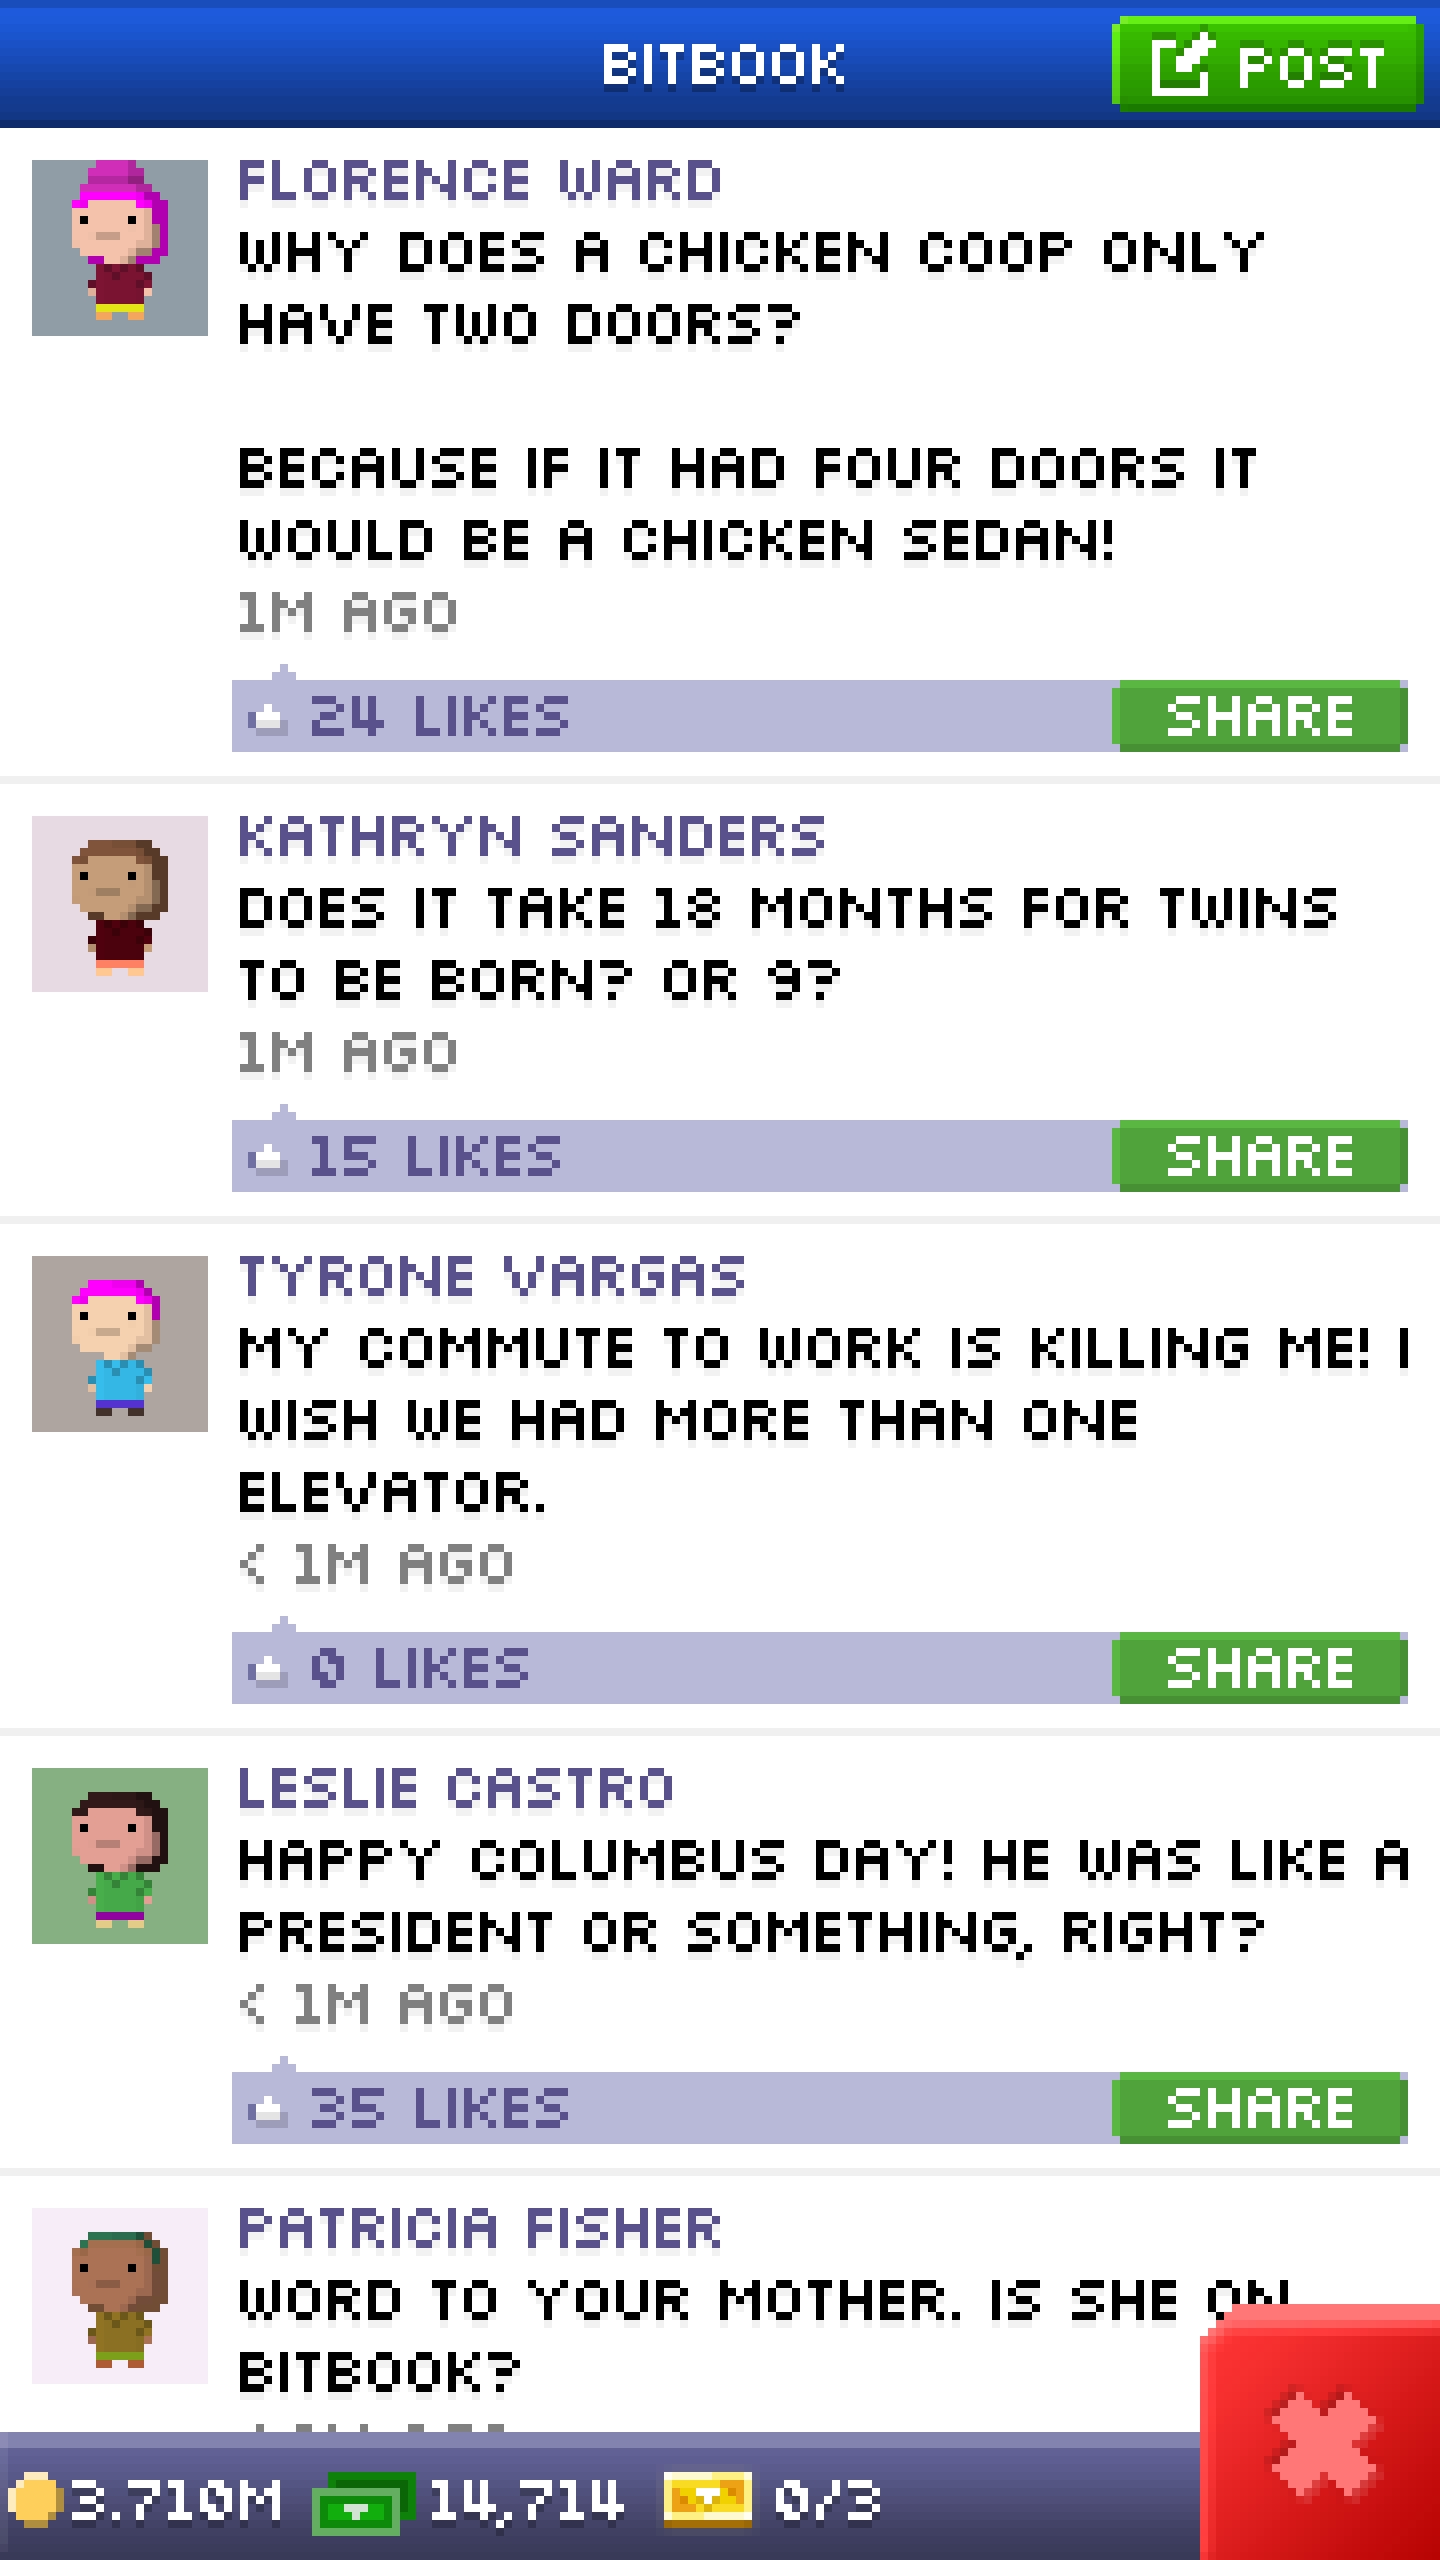 BITBOOK
POST
FLORENCE WARD
WHY DOES A CHICKEN COOP ONLY
HAVE TWO DOORS?
BECAUSE IF IT HAD FOUR DOORS IT
WOULD BE A CHICKEN SEDAN!
1M AGO
24 LIKES
SHARE
KATHRYN SANDERS
DOES IT TAKE 18 MONTHS FOR TWINS
TO BE BORN? OR 9?
1M AGO
15 LIKES
SHARE
TYRONE VARGAS
MY COMMUTE TO WORK IS KILLING ME! I
WISH WE HAD MORE THAN ONE
ELEVATOR.
< 1M AGO
0 LIKES
SHARE
LESLIE CASTRO
HAPPY COLUMBUS DAY! HE WAS LIKE A
PRESIDENT OR SOMETHING, RIGHT?
< 1M AGO
35 LIKES
SHARE
PATRICIA FISHER
WORD TO YOUR MOTHER. IS SHE ON
BITBOOK?
3.710M
14,714
0/3